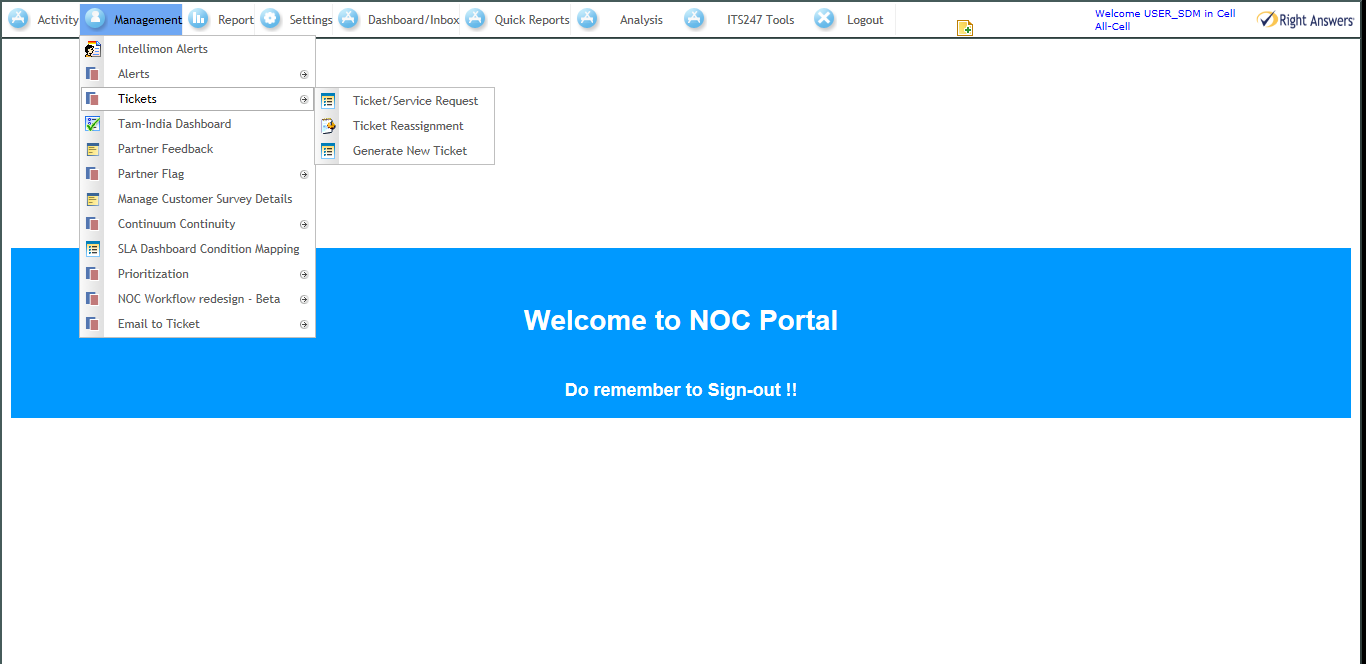 Activity Management Report Settings Dashboard/Inbox Quick Reports Analysis ITS247 Tools Logout
Welcome USER_SDM in Cell
All-Cell
Right Answers
Intellimon Alerts
Alerts
Tickets
Tam-India Dashboard
Partner Feedback
Partner Flag
Manage Customer Survey Details
Continuum Continuity
SLA Dashboard Condition Mapping
Prioritization
NOC Workflow redesign - Beta
Email to Ticket
Ticket/Service Request
Ticket Reassignment
Generate New Ticket
Welcome to NOC Portal
Do remember to Sign-out !!